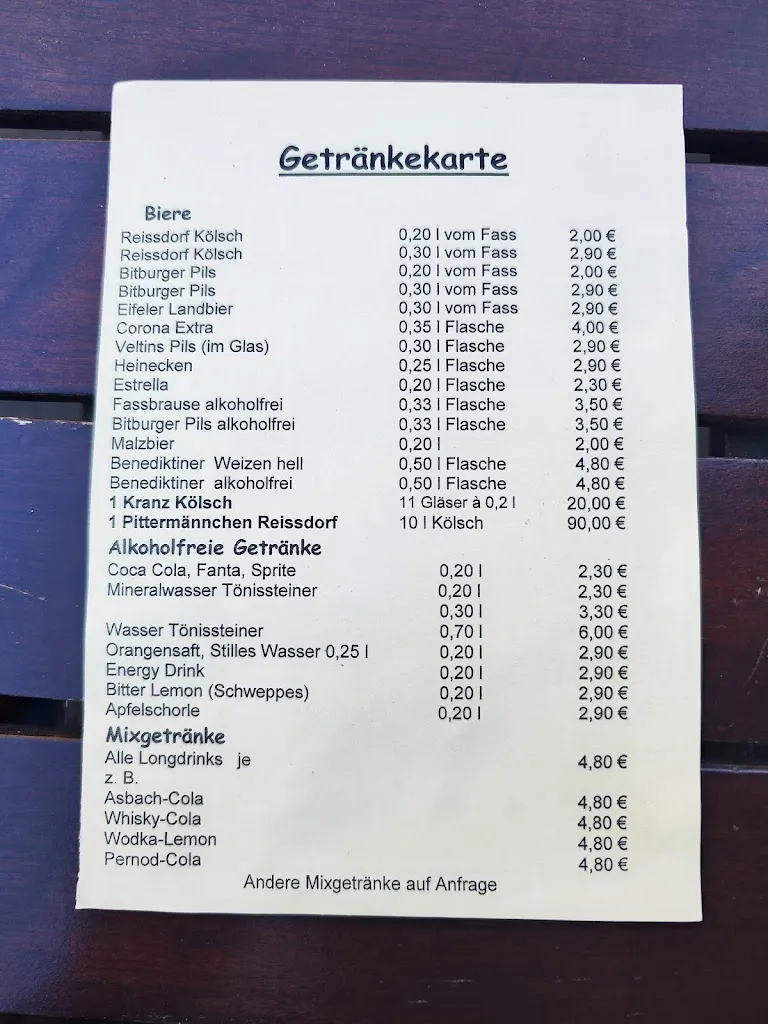 Getränkekarte
Biere
Reissdorf Kölsch 0,20 l vom Fass 2,00 €
Reissdorf Kölsch 0,30 l vom Fass 2,90 €
Bitburger Pils 0,20 l vom Fass 2,00 €
Bitburger Pils 0,30 l vom Fass 2,90 €
Eifeler Landbier 0,30 l vom Fass 2,90 €
Corona Extra 0,35 l Flasche 4,00 €
Veltins Pils (im Glas) 0,30 l Flasche 2,90 €
Heinecken 0,25 l Flasche 2,90 €
Estrella 0,20 l Flasche 2,30 €
Fassbrause alkoholfrei 0,33 l Flasche 3,50 €
Bitburger Pils alkoholfrei 0,33 l Flasche 3,50 €
Malzbier 0,20 l 2,00 €
Benediktiner Weizen hell 0,50 l Flasche 4,80 €
Benediktiner alkoholfrei 0,50 l Flasche 4,80 €
1 Kranz Kölsch 11 Gläser à 0,2 l 20,00 €
1 Pittermännchen Reissdorf 10 l Kölsch 90,00 €
Alkoholfreie Getränke
Coca Cola, Fanta, Sprite 0,20 l 2,30 €
Mineralwasser Tönissteiner 0,20 l 2,30 €
0,30 l 3,30 €
Wasser Tönissteiner 0,70 l 6,00 €
Orangensaft, Stilles Wasser 0,25 l 0,20 l 2,90 €
Energy Drink 0,20 l 2,90 €
Bitter Lemon (Schweppes) 0,20 l 2,90 €
Apfelschorle 0,20 l 2,90 €
Mixgetränke
Alle Longdrinks je 4,80 €
z. B.
Asbach-Cola 4,80 €
Whisky-Cola 4,80 €
Wodka-Lemon 4,80 €
Pernod-Cola 4,80 €
Andere Mixgetränke auf Anfrage